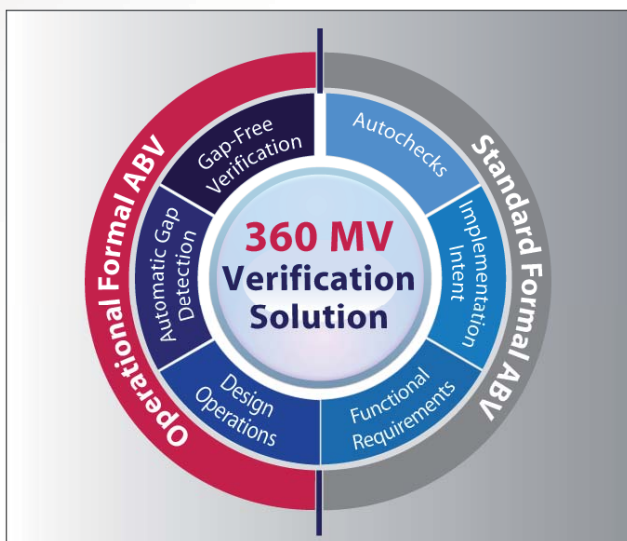 360 MV
Verification
Solution
Autochecks
Implementation
Intent
Functional
Requirements
Design
Operations
Automatic Gap
Detection
Gap-Free
Verification
Standard Formal ABV
Operational Formal ABV